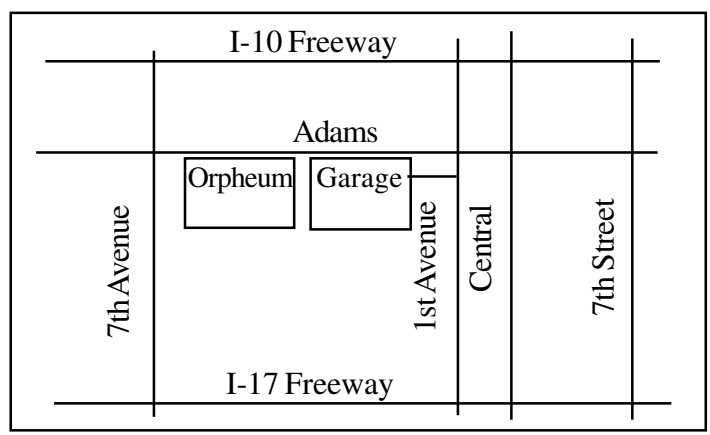 I-10 Freeway
Adams
Orpheum
Garage
7th Avenue
1st Avenue
Central
7th Street
I-17 Freeway